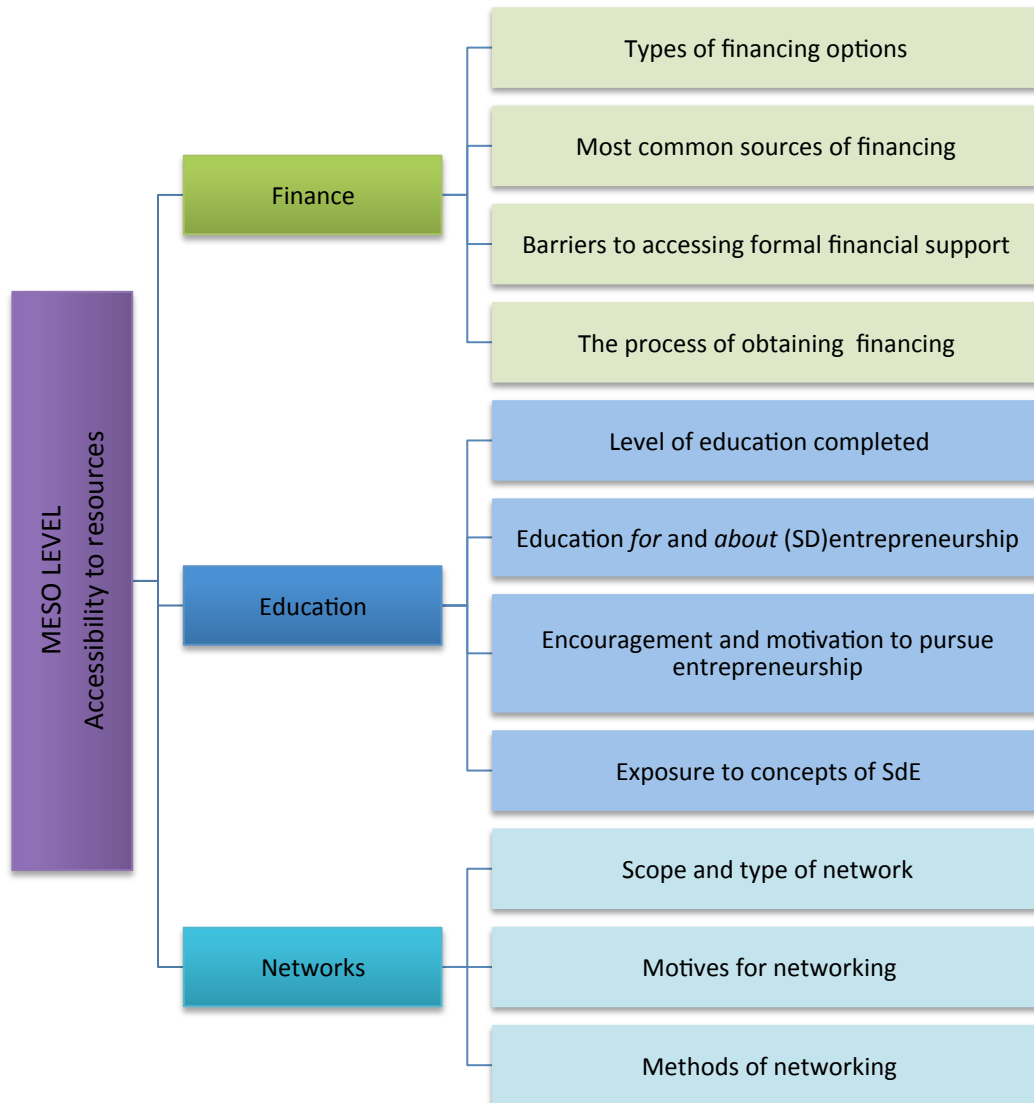 MESO LEVEL
Accessibility to resources
Finance
Types of financing options
Most common sources of financing
Barriers to accessing formal financial support
The process of obtaining  financing
Education
Level of education completed
Education for and about (SD)entrepreneurship
Encouragement and motivation to pursue
entrepreneurship
Exposure to concepts of SdE
Networks
Scope and type of network
Motives for networking
Methods of networking